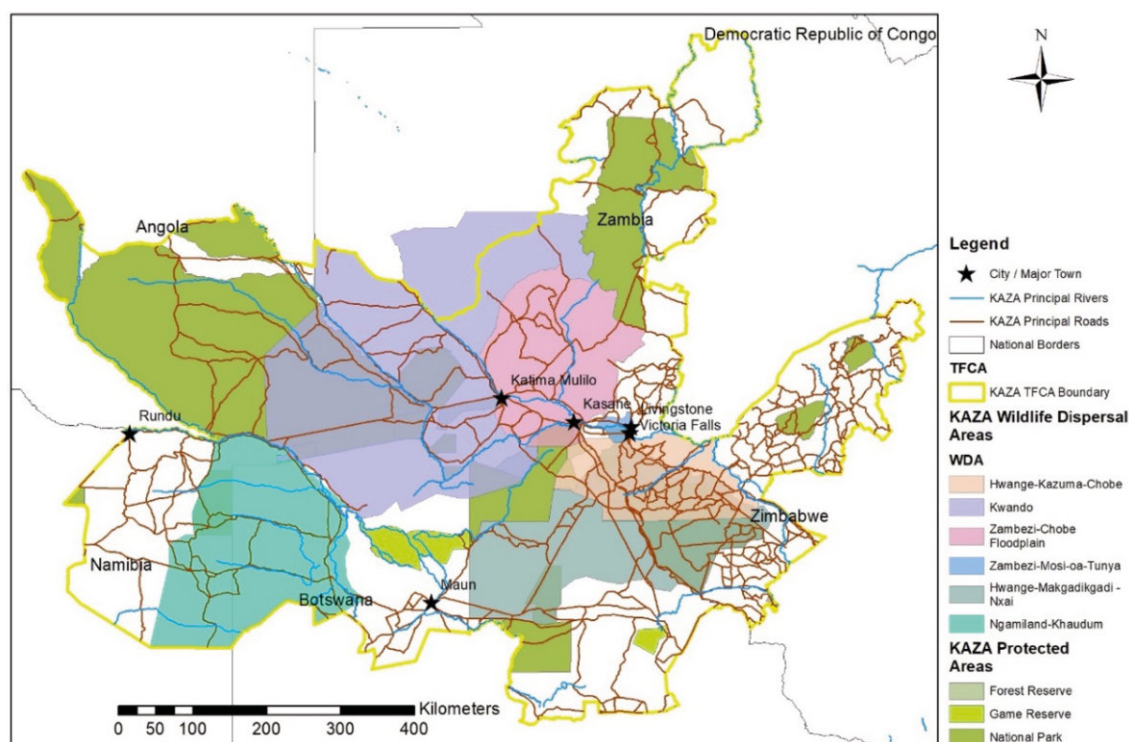 Democratic Republic of Congo
N
Zambia
Angola
Katima Mulilo
Kasane
Livingstone
Victoria Falls
Rundu
Zimbabwe
Namibia
Botswana
Maun
Kilometers
0 50 100 200 300 400
Legend
City / Major Town
KAZA Principal Rivers
KAZA Principal Roads
National Borders
TFCA
KAZA TFCA Boundary
KAZA Wildlife Dispersal
Areas
WDA
Hwange-Kazuma-Chobe
Kwando
Zambezi-Chobe
Floodplain
Zambezi-Mosi-oa-Tunya
Hwange-Makgadikgadi -
Nxai
Ngamiland-Khaudum
KAZA Protected
Areas
Forest Reserve
Game Reserve
National Park